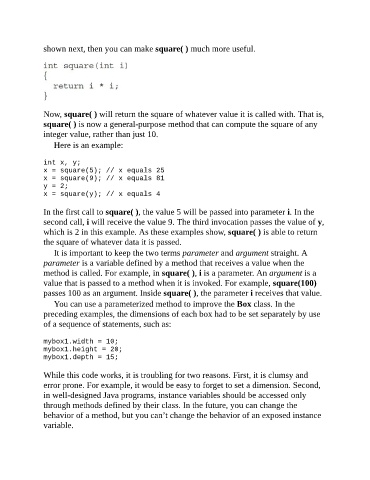 shown next, then you can make square( ) much more useful.
int square(int i)
{
  return i * i;
}
Now, square( ) will return the square of whatever value it is called with. That is,
square( ) is now a general-purpose method that can compute the square of any
integer value, rather than just 10.
Here is an example:
int x, y;
x = square(5); // x equals 25
x = square(9); // x equals 81
y = 2;
x = square(y); // x equals 4
In the first call to square( ), the value 5 will be passed into parameter i. In the
second call, i will receive the value 9. The third invocation passes the value of y,
which is 2 in this example. As these examples show, square( ) is able to return
the square of whatever data it is passed.
It is important to keep the two terms parameter and argument straight. A
parameter is a variable defined by a method that receives a value when the
method is called. For example, in square( ), i is a parameter. An argument is a
value that is passed to a method when it is invoked. For example, square(100)
passes 100 as an argument. Inside square( ), the parameter i receives that value.
You can use a parameterized method to improve the Box class. In the
preceding examples, the dimensions of each box had to be set separately by use
of a sequence of statements, such as:
mybox1.width = 10;
mybox1.height = 20;
mybox1.depth = 15;
While this code works, it is troubling for two reasons. First, it is clumsy and
error prone. For example, it would be easy to forget to set a dimension. Second,
in well-designed Java programs, instance variables should be accessed only
through methods defined by their class. In the future, you can change the
behavior of a method, but you can't change the behavior of an exposed instance
variable.